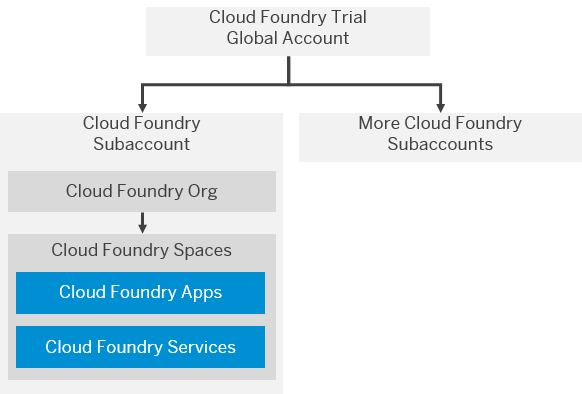 Cloud Foundry Trial
Global Account
Cloud Foundry
Subaccount
More Cloud Foundry
Subaccounts
Cloud Foundry Org
Cloud Foundry Spaces
Cloud Foundry Apps
Cloud Foundry Services